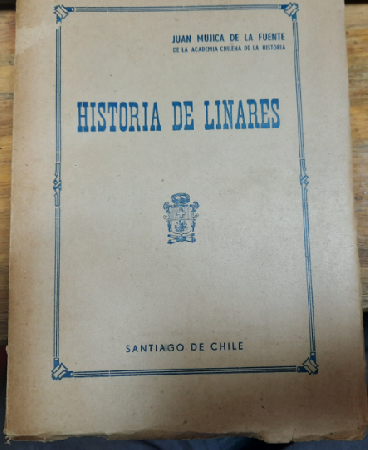 JUAN MUJICA DE LA FUENTE
DE LA ACADEMIA CHILENA DE LA HISTORIA
HISTORIA DE LINARES
SANTIAGO DE CHILE